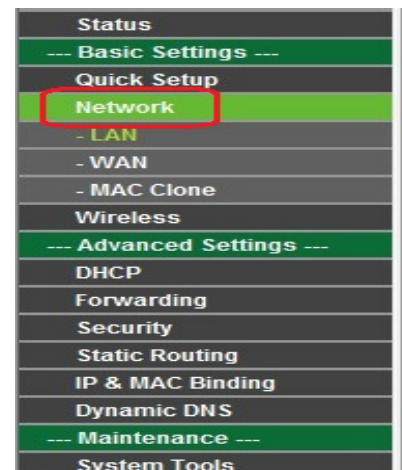 Status
--- Basic Settings ---
Quick Setup
Network
- LAN
- WAN
- MAC Clone
Wireless
--- Advanced Settings ---
DHCP
Forwarding
Security
Static Routing
IP & MAC Binding
Dynamic DNS
--- Maintenance ---
System Tools